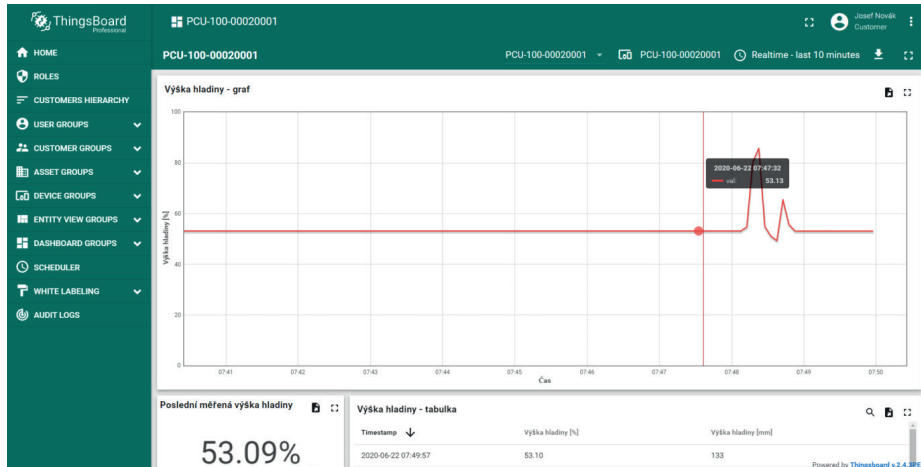 ThingsBoard
Professional
PCU-100-00020001
Josef Novák
Customer
HOME
ROLES
CUSTOMERS HIERARCHY
USER GROUPS
CUSTOMER GROUPS
ASSET GROUPS
DEVICE GROUPS
ENTITY VIEW GROUPS
DASHBOARD GROUPS
SCHEDULER
WHITE LABELING
AUDIT LOGS
PCU-100-00020001
PCU-100-00020001
PCU-100-00020001
Realtime - last 10 minutes
Výška hladiny - graf
100
80
60
40
20
0
Výška hladiny [%]
2020-06-22 07:47:32
val: 53.13
07:41 07:42 07:43 07:44 07:45 07:46 07:47 07:48 07:49 07:50
Čas
Poslední měřená výška hladiny
53.09%
Výška hladiny - tabulka
Timestamp Výška hladiny [%] Výška hladiny [mm]
2020-06-22 07:49:57 53.10 133
Powered by Thingsboard v.2.4.3PE